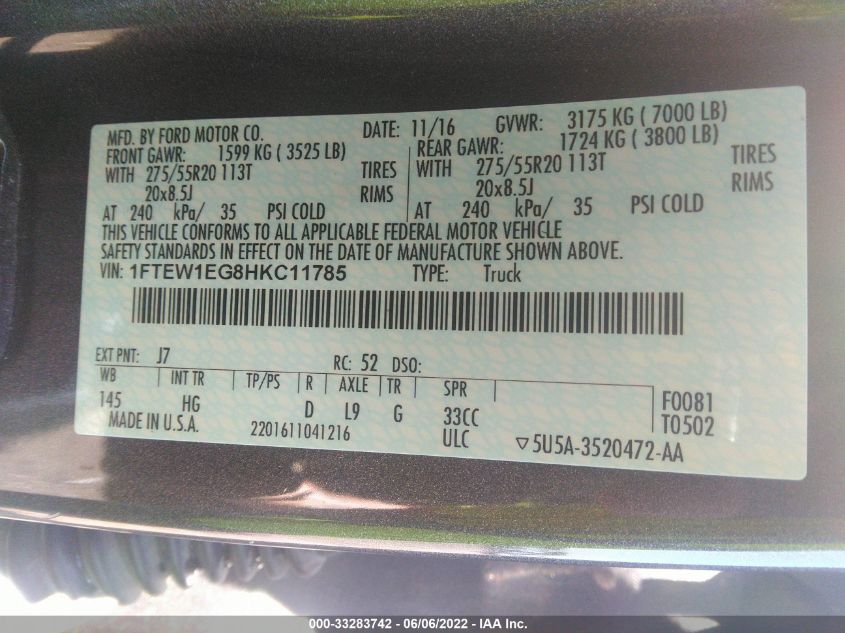 MFD. BY FORD MOTOR CO. DATE: 11/16 GVWR: 3175 KG ( 7000 LB)
FRONT GAWR: 1599 KG ( 3525 LB) REAR GAWR: 1724 KG ( 3800 LB)
WITH 275/55R20 113T TIRES WITH 275/55R20 113T TIRES
20x8.5J RIMS 20x8.5J RIMS
AT 240 kPa/ 35 PSI COLD AT 240 kPa/ 35 PSI COLD
THIS VEHICLE CONFORMS TO ALL APPLICABLE FEDERAL MOTOR VEHICLE
SAFETY STANDARDS IN EFFECT ON THE DATE OF MANUFACTURE SHOWN ABOVE.
VIN: 1FTEW1EG8HKC11785 TYPE: Truck
EXT PNT: J7 RC: 52 DSO:
WB INT TR TP/PS R AXLE TR SPR
145 HG D L9 G 33CC F0081
MADE IN U.S.A. 2201611041216 ULC ▽5U5A-3520472-AA T0502
000-33283742 - 06/06/2022 - IAA Inc.